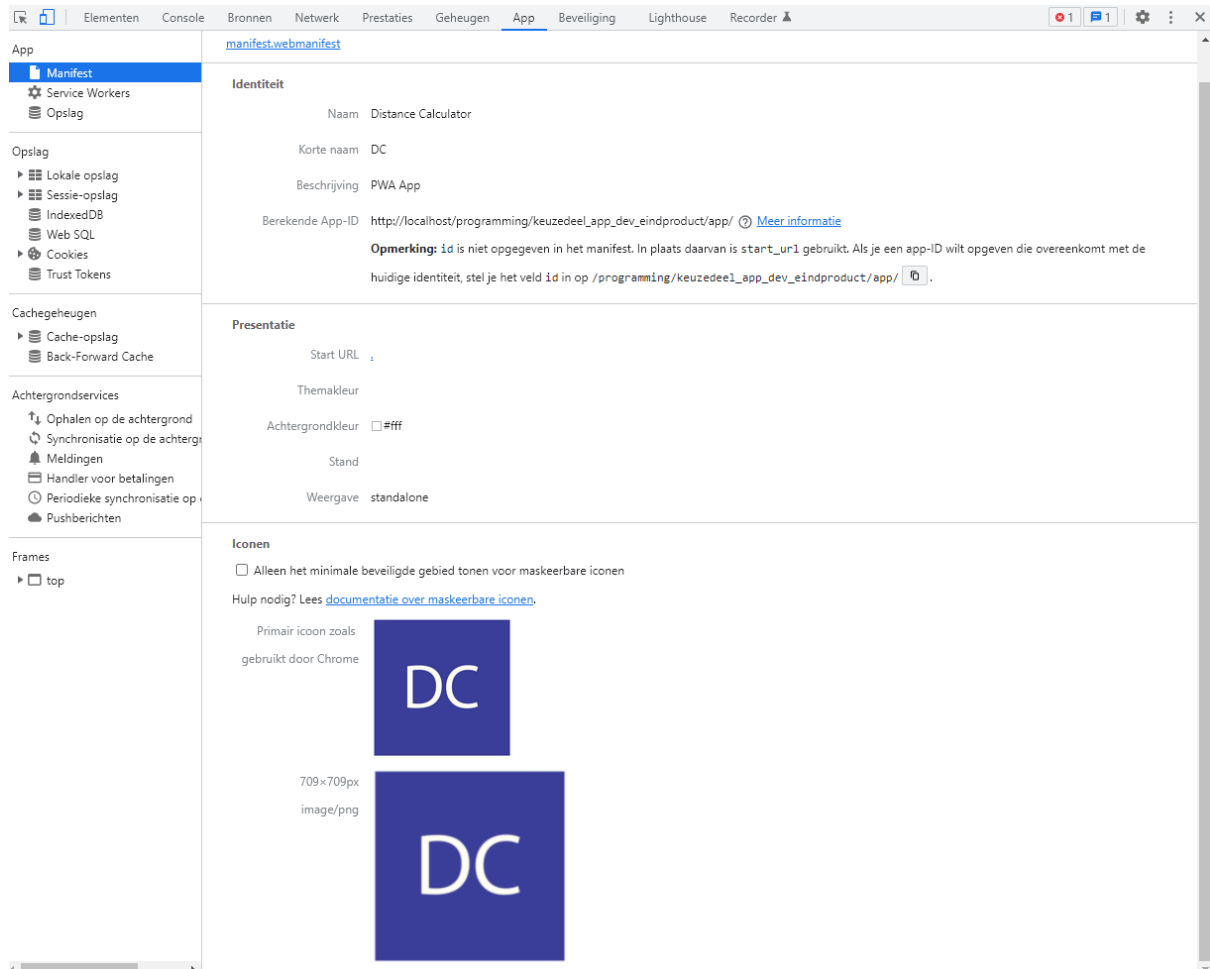 Elementen Console Bronnen Netwerk Prestaties Geheugen App Beveiliging Lighthouse Recorder 1 1
App
Manifest
Service Workers
Opslag
Opslag
Lokale opslag
Sessie-opslag
IndexedDB
Web SQL
Cookies
Trust Tokens
Cachegeheugen
Cache-opslag
Back-Forward Cache
Achtergrondservices
Ophalen op de achtergrond
Synchronisatie op de achtergr
Meldingen
Handler voor betalingen
Periodieke synchronisatie op
Pushberichten
Frames
top
manifest.webmanifest
Identiteit
Naam Distance Calculator
Korte naam DC
Beschrijving PWA App
Berekende App-ID http://localhost/programming/keuzedeel_app_dev_eindproduct/app/ ? Meer informatie
Opmerking: id is niet opgegeven in het manifest. In plaats daarvan is start_url gebruikt. Als je een app-ID wilt opgeven die overeenkomt met de
huidige identiteit, stel je het veld id in op /programming/keuzedeel_app_dev_eindproduct/app/ .
Presentatie
Start URL .
Themakleur
Achtergrondkleur #fff
Stand
Weergave standalone
Iconen
Alleen het minimale beveiligde gebied tonen voor maskeerbare iconen
Hulp nodig? Lees documentatie over maskeerbare iconen.
Primair icoon zoals
gebruikt door Chrome
DC
709×709px
image/png
DC